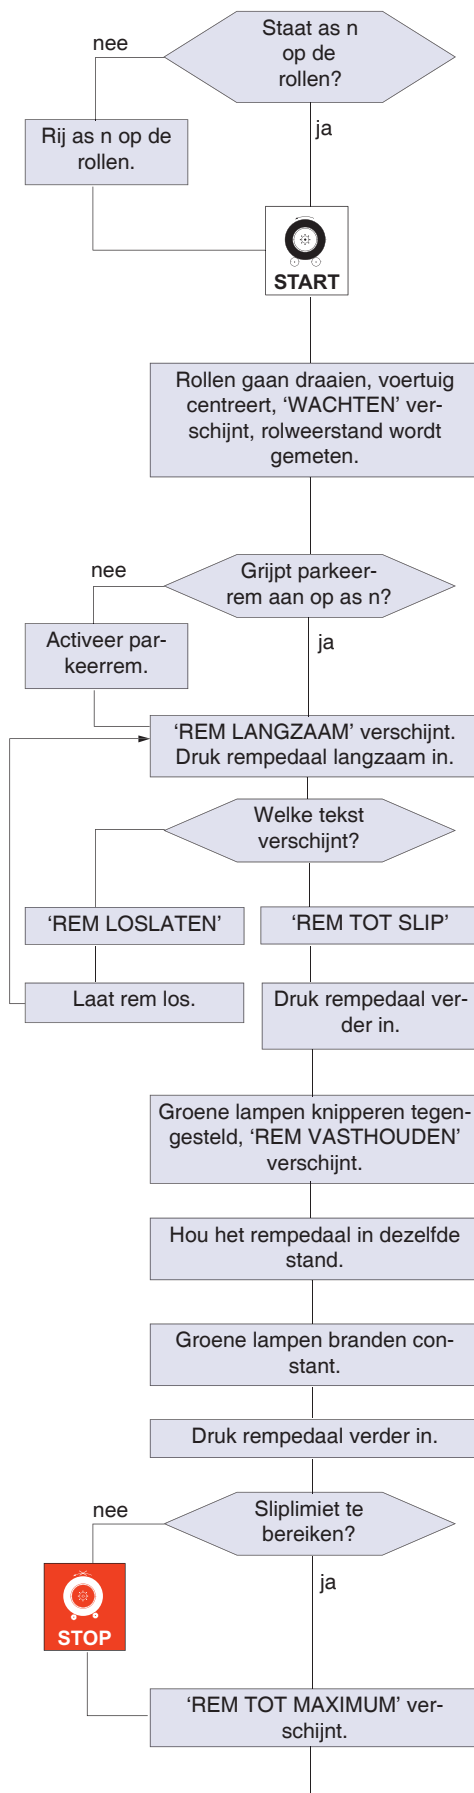 Staat as n
op de
rollen?
nee
ja
Rij as n op de
rollen.
START
Rollen gaan draaien, voertuig
centreert, ‘WACHTEN’ ver-
schijnt, rolweerstand wordt
gemeten.
Grijpt parkeer-
rem aan op as n?
nee
ja
Activeer par-
keerrem.
‘REM LANGZAAM’ verschijnt.
Druk rempedaal langzaam in.
Welke tekst
verschijnt?
‘REM LOSLATEN’
‘REM TOT SLIP’
Laat rem los.
Druk rempedaal ver-
der in.
Groene lampen knipperen tegen-
gesteld, ‘REM VASTHOUDEN’
verschijnt.
Hou het rempedaal in dezelfde
stand.
Groene lampen branden con-
stant.
Druk rempedaal verder in.
Sliplimiet te
bereiken?
nee
ja
STOP
‘REM TOT MAXIMUM’ ver-
schijnt.